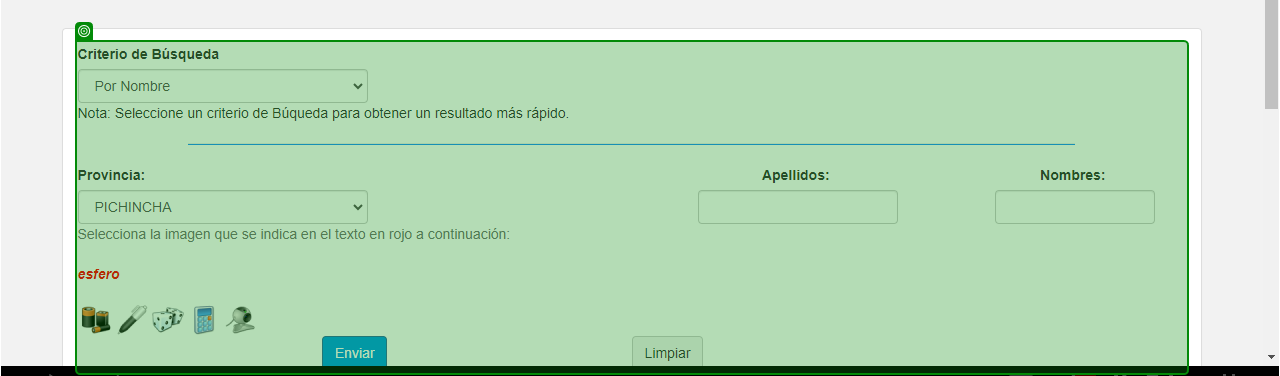 Criterio de Búsqueda
Por Nombre
Nota: Seleccione un criterio de Búqueda para obtener un resultado más rápido.
Provincia:
Apellidos:
Nombres:
PICHINCHA
Selecciona la imagen que se indica en el texto en rojo a continuación:
esfero
Enviar
Limpiar